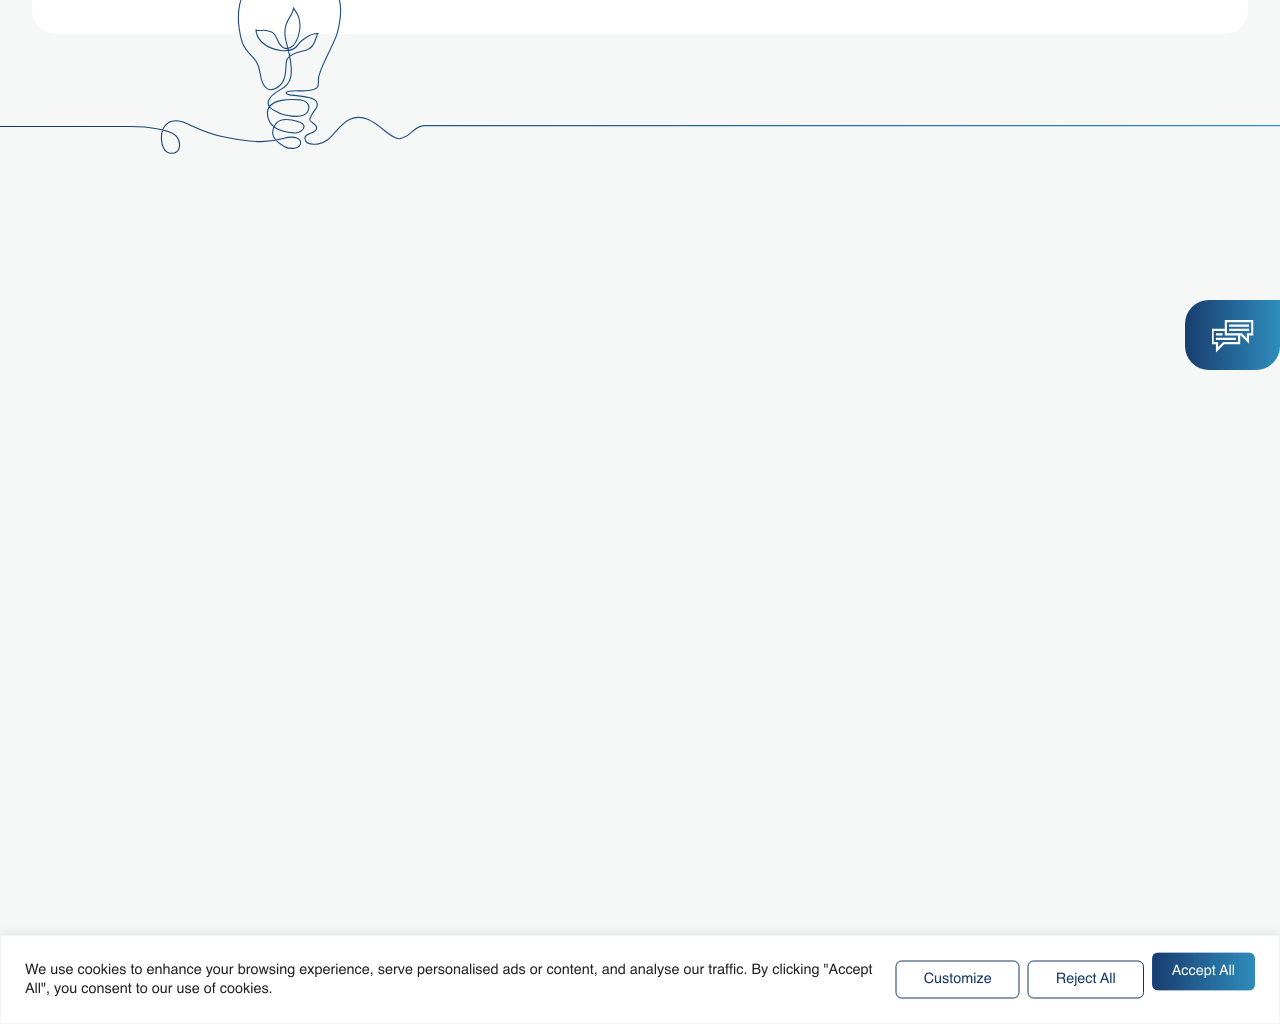 We use cookies to enhance your browsing experience, serve personalised ads or content, and analyse our traffic. By clicking "Accept
All", you consent to our use of cookies.
Customize
Reject All
Accept All